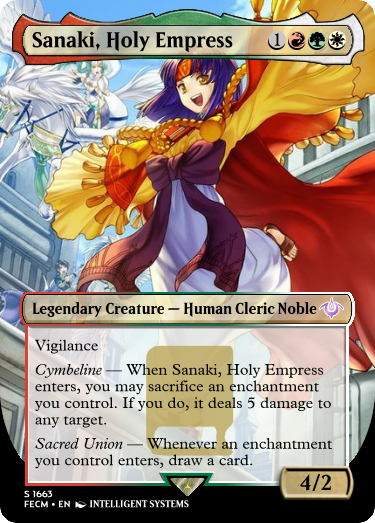 Sanaki, Holy Empress 1
Legendary Creature — Human Cleric Noble
Vigilance
Cymbeline — When Sanaki, Holy Empress
enters, you may sacrifice an enchantment
you control. If you do, it deals 5 damage to
any target.
Sacred Union — Whenever an enchantment
you control enters, draw a card.
4/2
S 1663
FECM • EN INTELLIGENT SYSTEMS